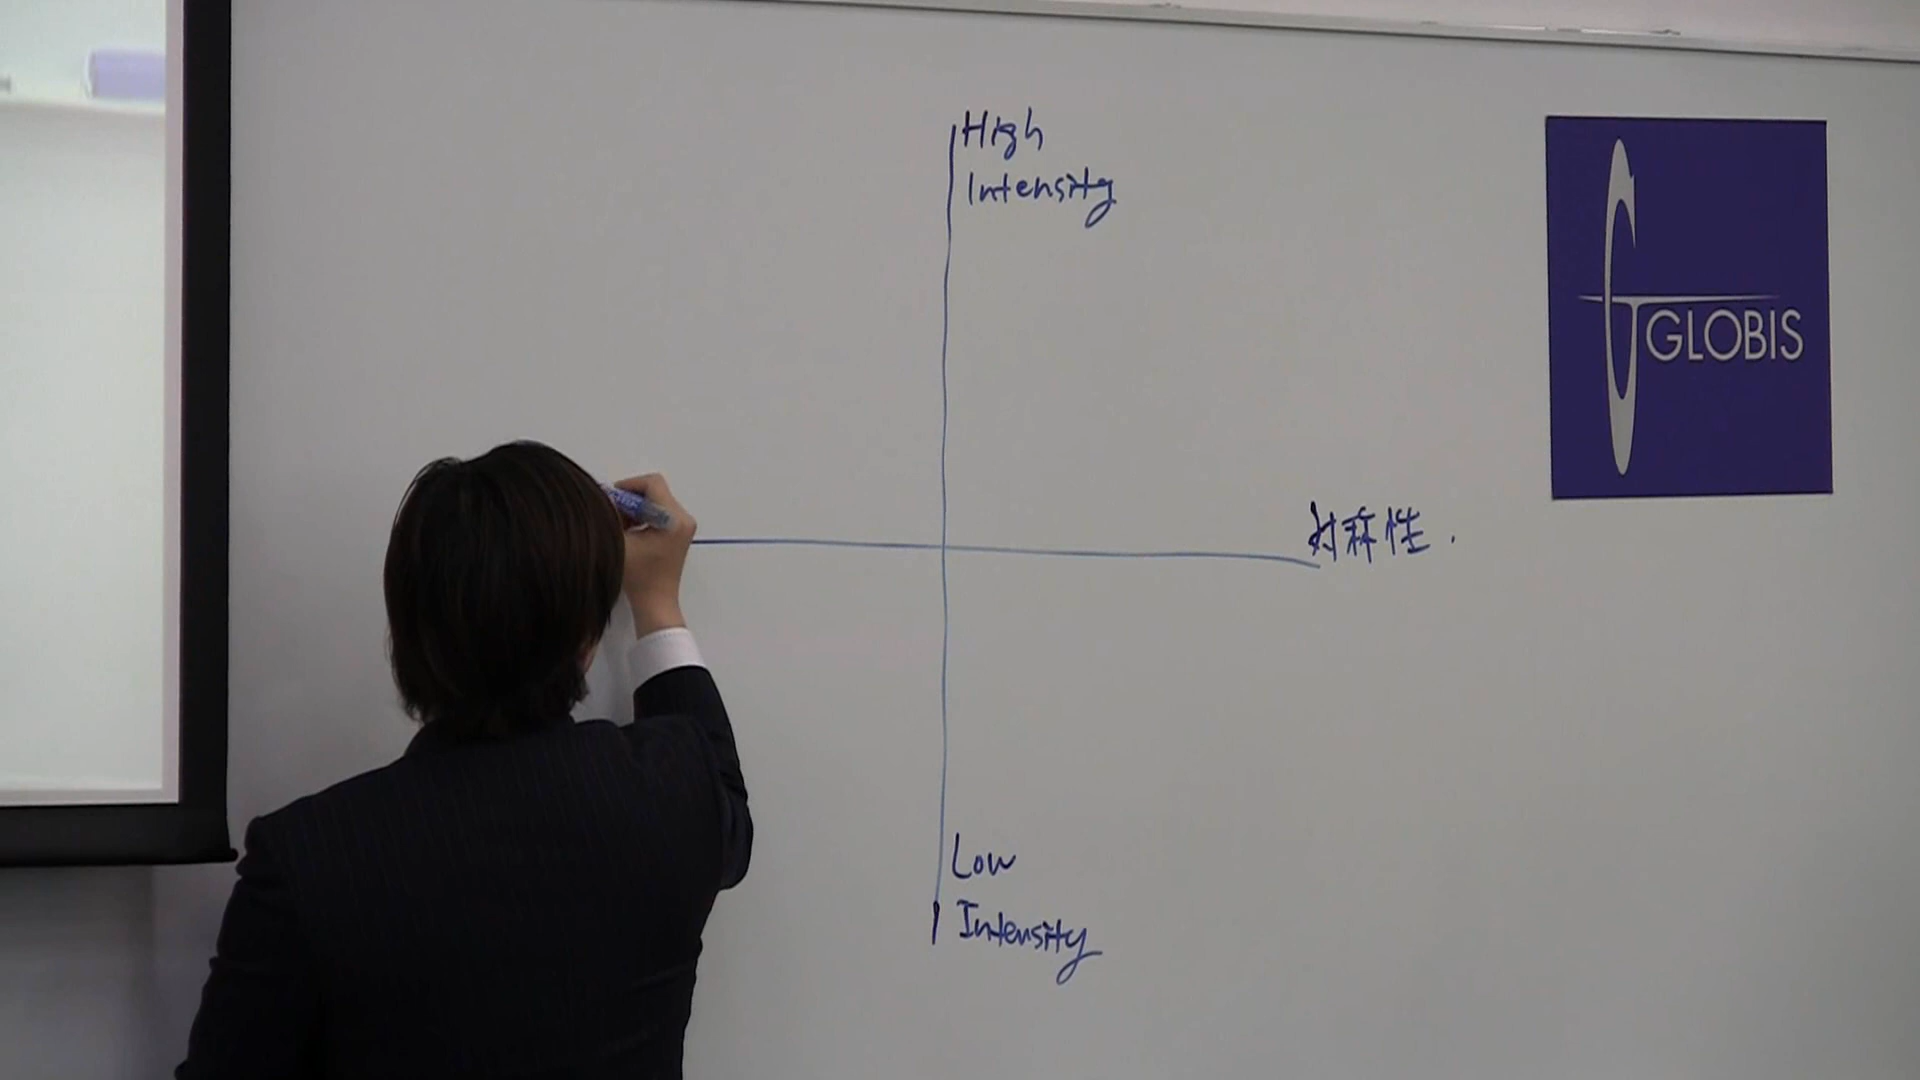 High
Intensity
GLOBIS
対称性.
Low
Intensity